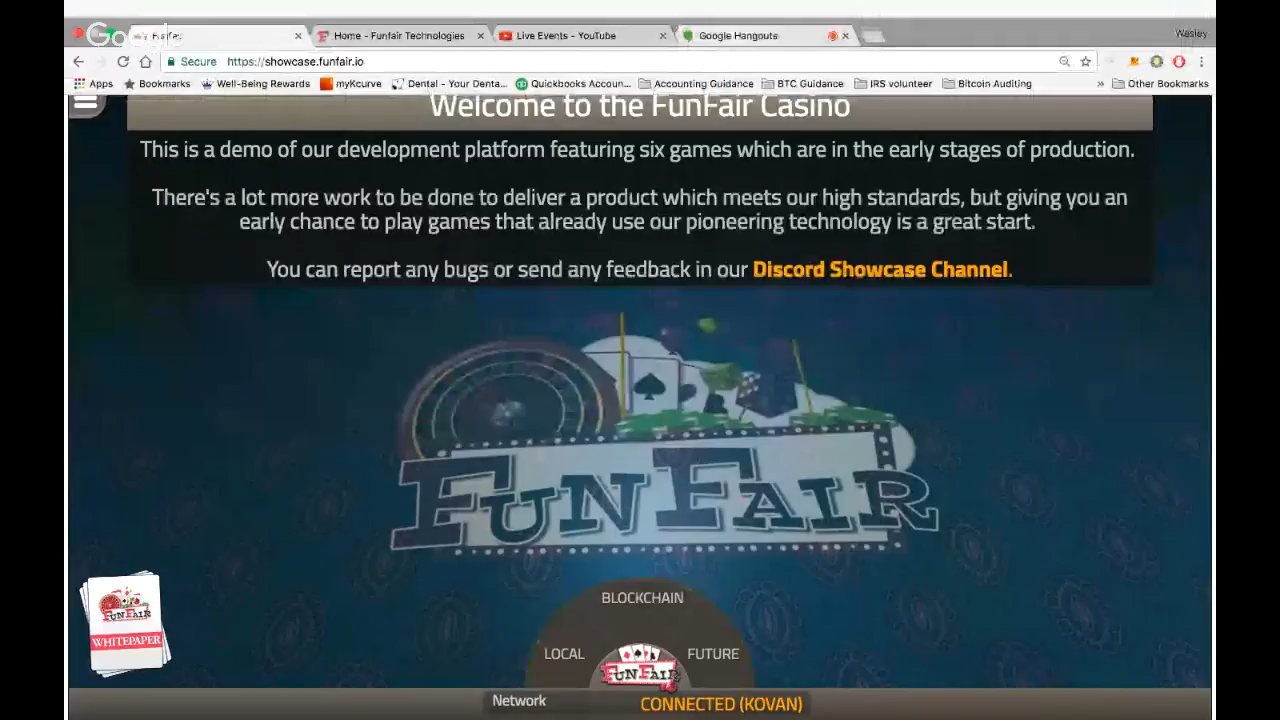 Google
Home - Funfair Technologies
Live Events - YouTube
Google Hangouts
Wesley
Secure
https://showcase.funfair.io
Apps
Bookmarks
Well-Being Rewards
myKcurve
Dental - Your Denta...
Quickbooks Accoun...
Accounting Guidance
BTC Guidance
IRS volunteer
Bitcoin Auditing
»
Other Bookmarks
Welcome to the FunFair Casino
This is a demo of our development platform featuring six games which are in the early stages of production.
There's a lot more work to be done to deliver a product which meets our high standards, but giving you an
early chance to play games that already use our pioneering technology is a great start.
You can report any bugs or send any feedback in our Discord Showcase Channel.
FUNFAIR
FUNFAIR
WHITEPAPER
BLOCKCHAIN
LOCAL
FUTURE
FUNFAIR
Network
CONNECTED (KOVAN)